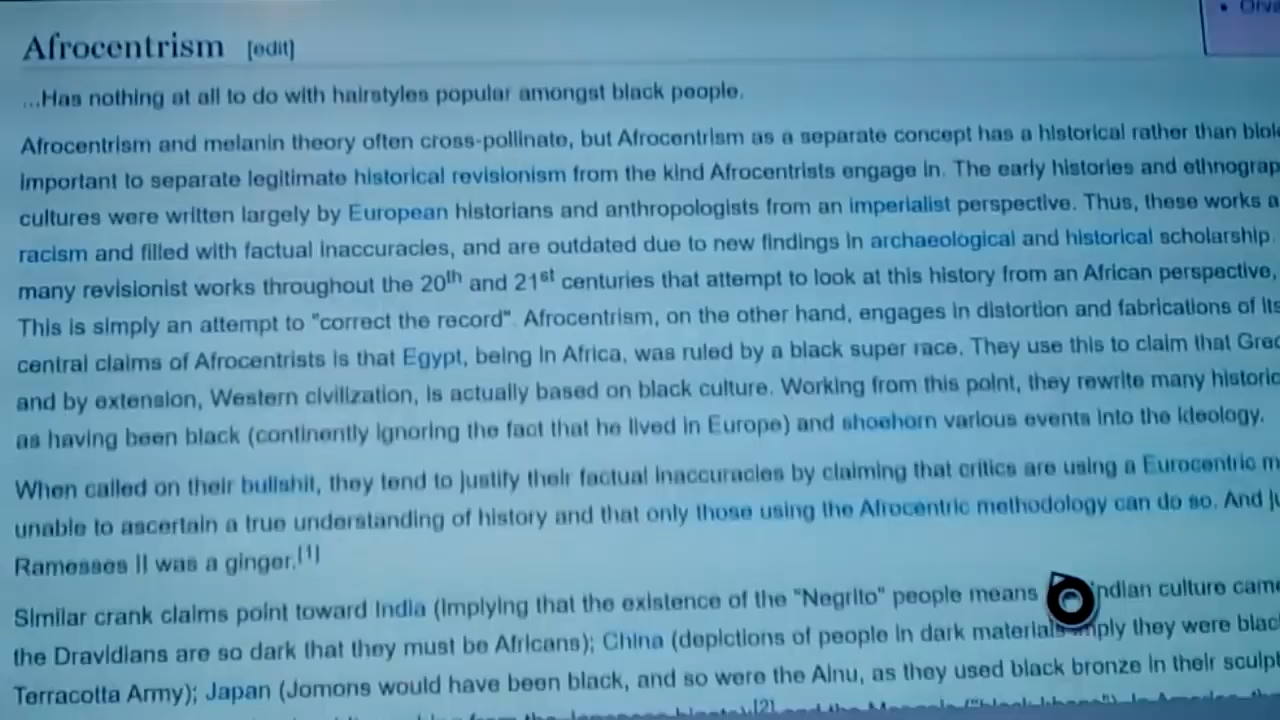 Afrocentrism [edit]
...Has nothing at all to do with hairstyles popular amongst black people.
Afrocentrism and melanin theory often cross-pollinate, but Afrocentrism as a separate concept has a historical rather than
important to separate legitimate historical revisionism from the kind Afrocentrists engage in. The early histories and
cultures were written largely by European historians and anthropologists from an imperialist perspective. Thus, these works
racism and filled with factual inaccuracies, and are outdated due to new findings in archaeological and historical scholarship.
many revisionist works throughout the 20th and 21st centuries that attempt to look at this history from an African perspective,
This is simply an attempt to "correct the record". Afrocentrism, on the other hand, engages in distortion and fabrications of its
central claims of Afrocentrists is that Egypt, being in Africa, was ruled by a black super race. They use this to claim that
and by extension, Western civilization, is actually based on black culture. Working from this point, they rewrite many
as having been black (continently ignoring the fact that he lived in Europe) and shoehorn various events into the ideology.
When called on their bullshit, they tend to justify their factual inaccuracies by claiming that critics are using a Eurocentric
unable to ascertain a true understanding of history and that only those using the Afrocentric methodology can do so. And
Ramesses II was a ginger.[1]
Similar crank claims point toward India (implying that the existence of the "Negrito" people means culture
the Dravidians are so dark that they must be Africans); China (depictions of people in dark materials imply they were
Terracotta Army); Japan (Jomons would have been black, and so were the Ainu, as they used black bronze in their